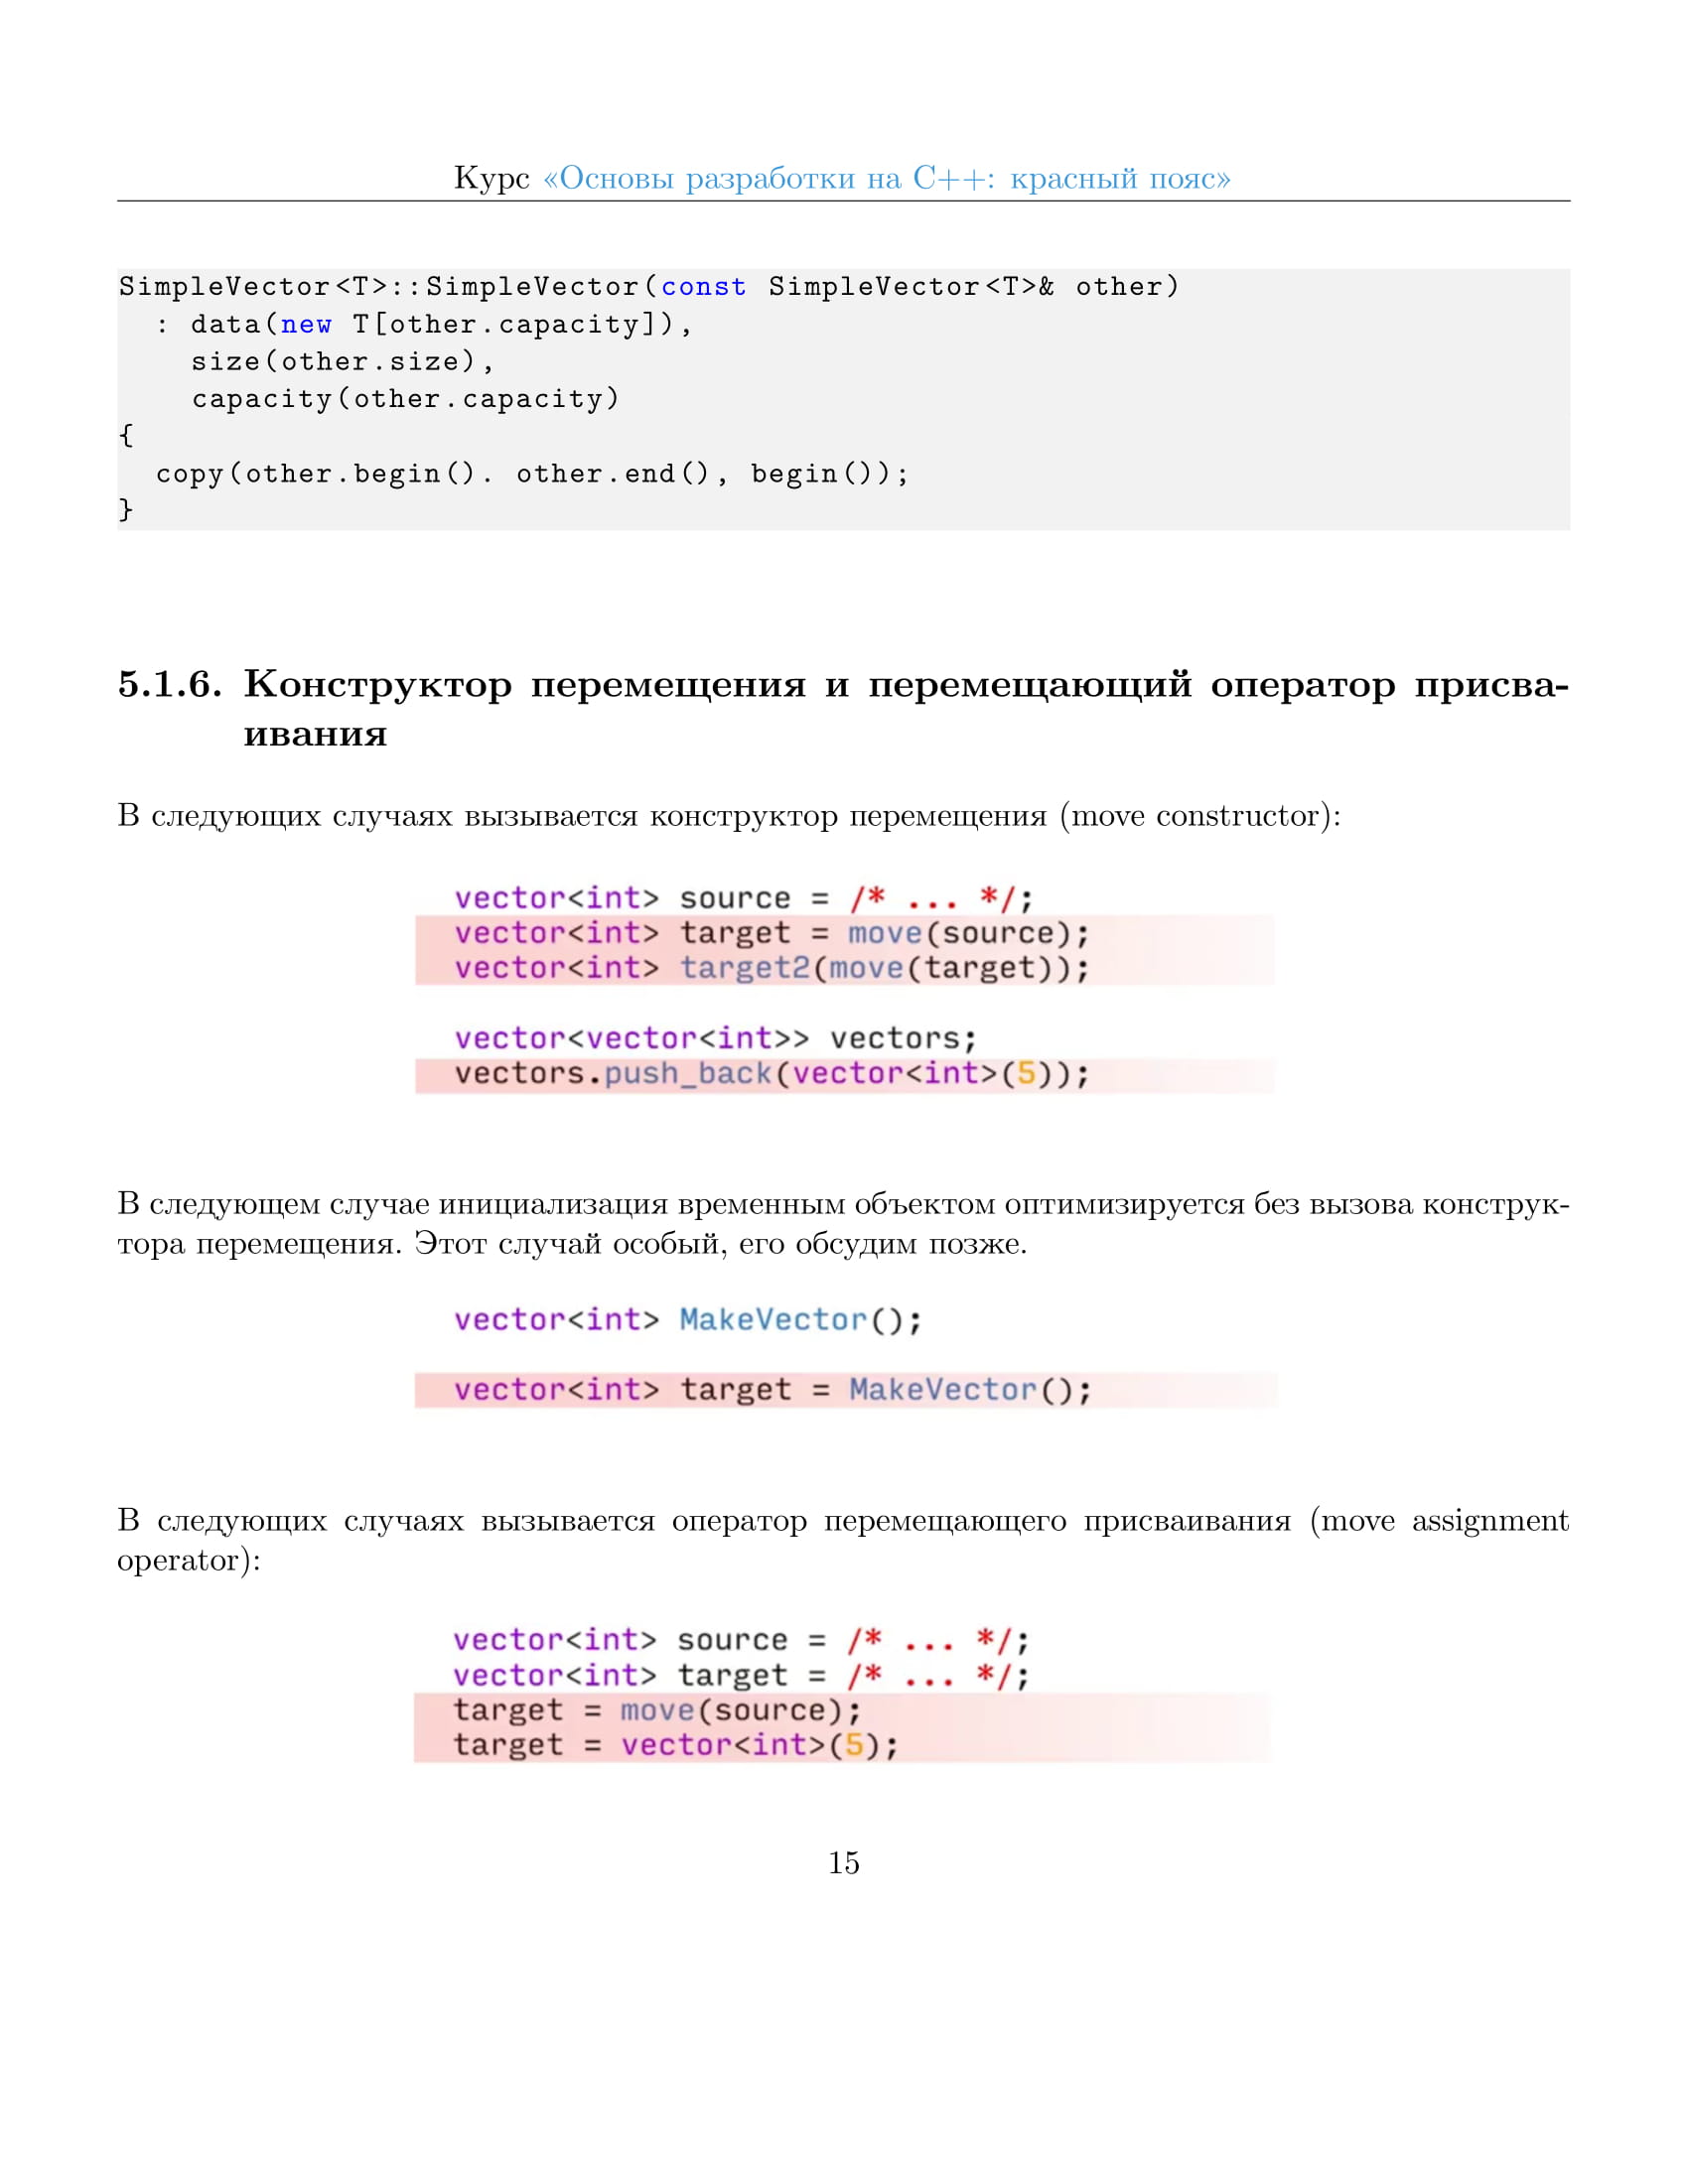 Курс «Основы разработки на C++: красный пояс»
SimpleVector<T>::SimpleVector(const SimpleVector<T>& other)
  : data(new T[other.capacity]),
    size(other.size),
    capacity(other.capacity)
{
  copy(other.begin(). other.end(), begin());
}
5.1.6. Конструктор перемещения и перемещающий оператор присва-
ивания
В следующих случаях вызывается конструктор перемещения (move constructor):
vector<int> source = /* ... */;
vector<int> target = move(source);
vector<int> target2(move(target));
vector<vector<int>> vectors;
vectors.push_back(vector<int>(5));
В следующем случае инициализация временным объектом оптимизируется без вызова конструк-
тора перемещения. Этот случай особый, его обсудим позже.
vector<int> MakeVector();
vector<int> target = MakeVector();
В следующих случаях вызывается оператор перемещающего присваивания (move assignment
operator):
vector<int> source = /* ... */;
vector<int> target = /* ... */;
target = move(source);
target = vector<int>(5);
15